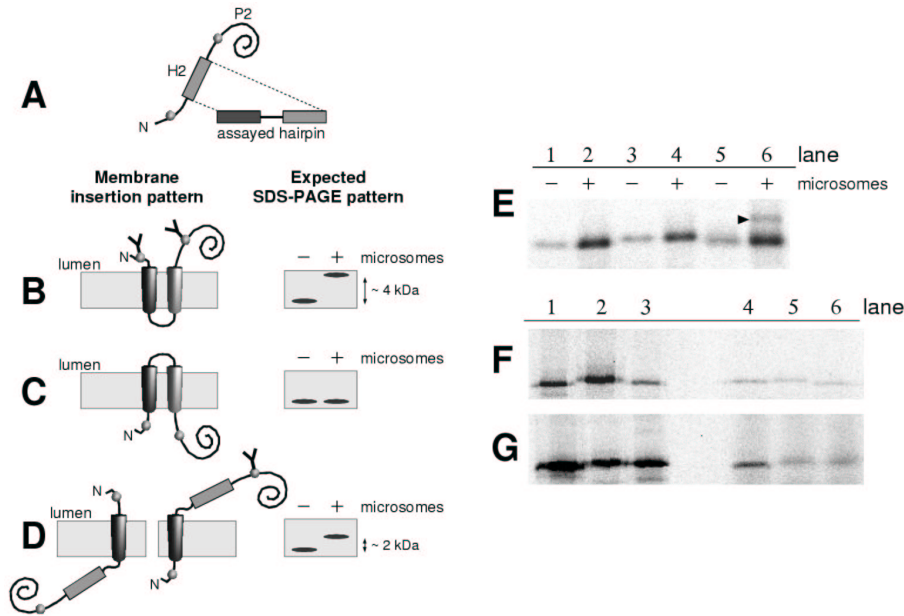 P2
H2
A
N
assayed hairpin
Membrane insertion pattern
Expected SDS-PAGE pattern
N
lumen
B
− + microsomes
~ 4 kDa
lumen
C
− + microsomes
N
N
lumen
D
− + microsomes
~ 2 kDa
N
1 2 3 4 5 6 lane
− + − + − + microsomes
E
1 2 3 4 5 6 lane
F
G